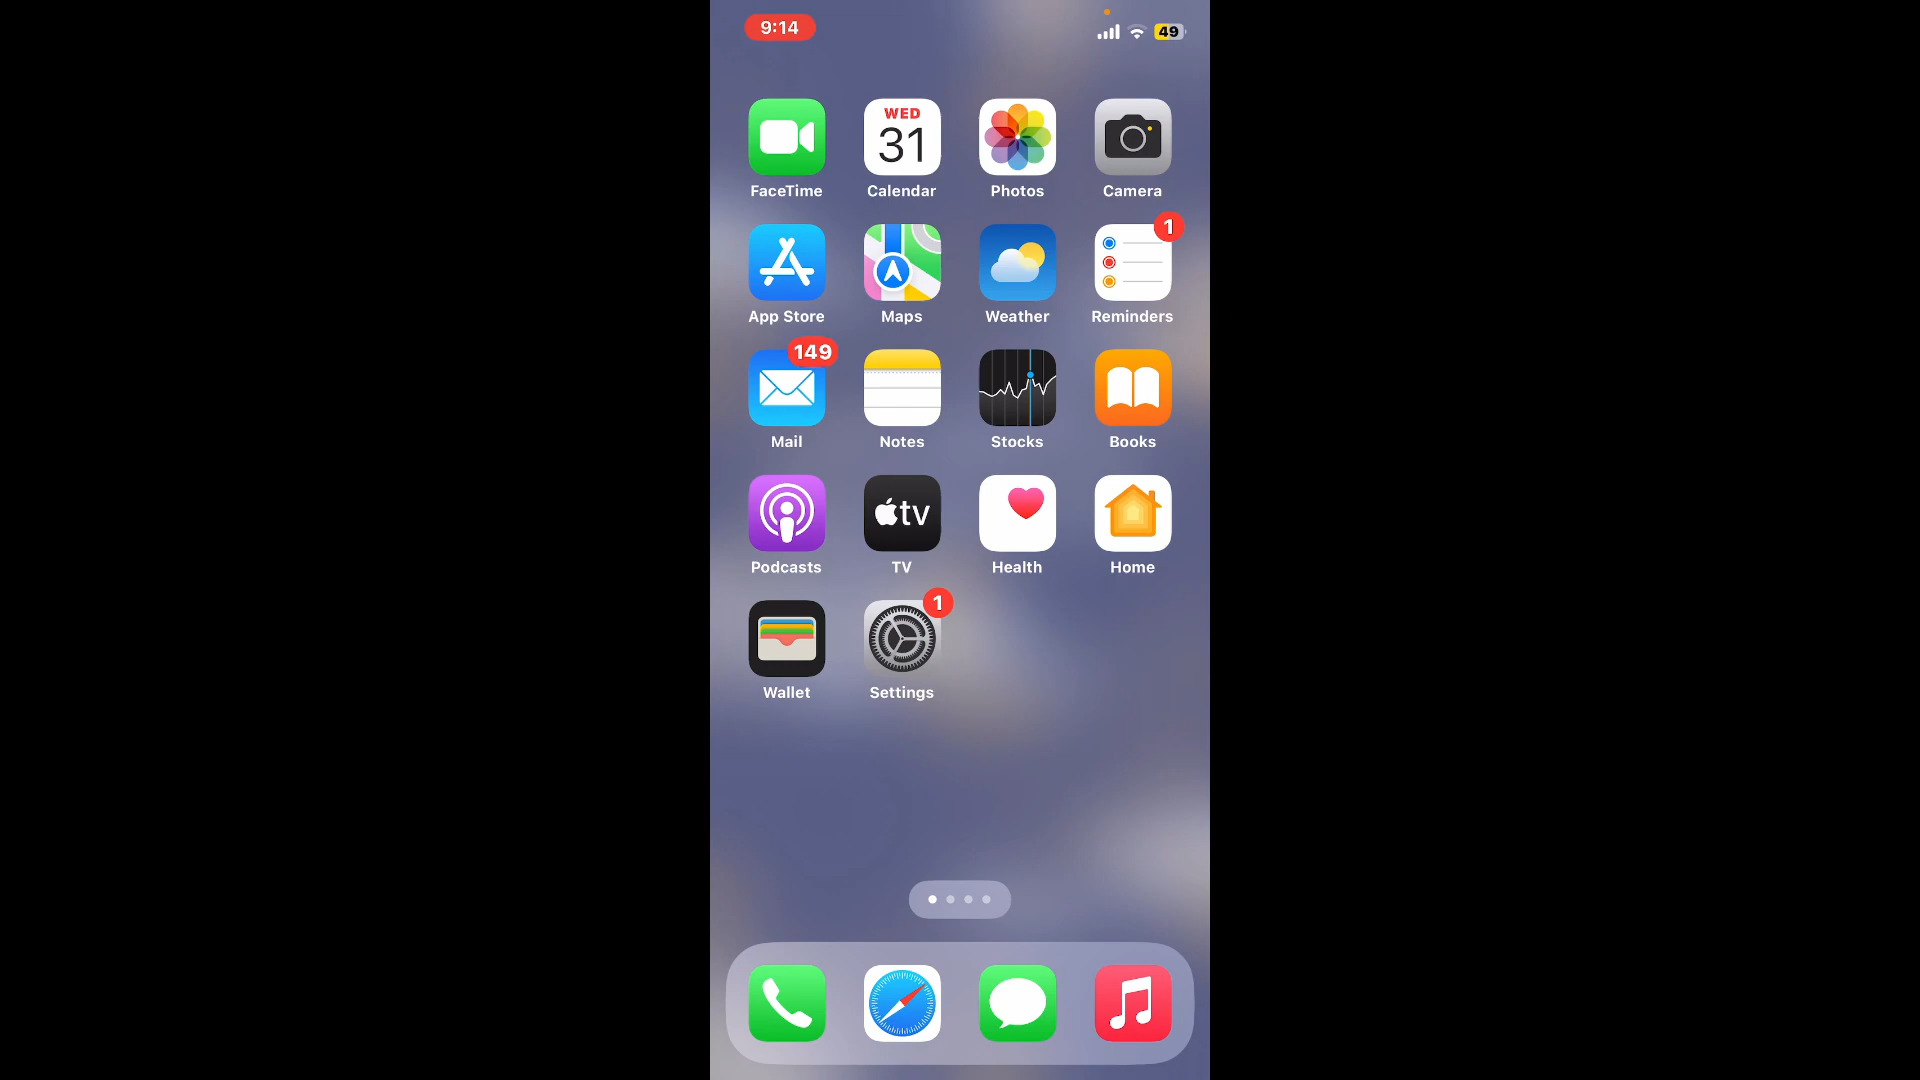 9:14
49
WED
31
FaceTime Calendar Photos Camera
1
App Store Maps Weather Reminders
149
Mail Notes Stocks Books
tv
Podcasts TV Health Home
1
Wallet Settings